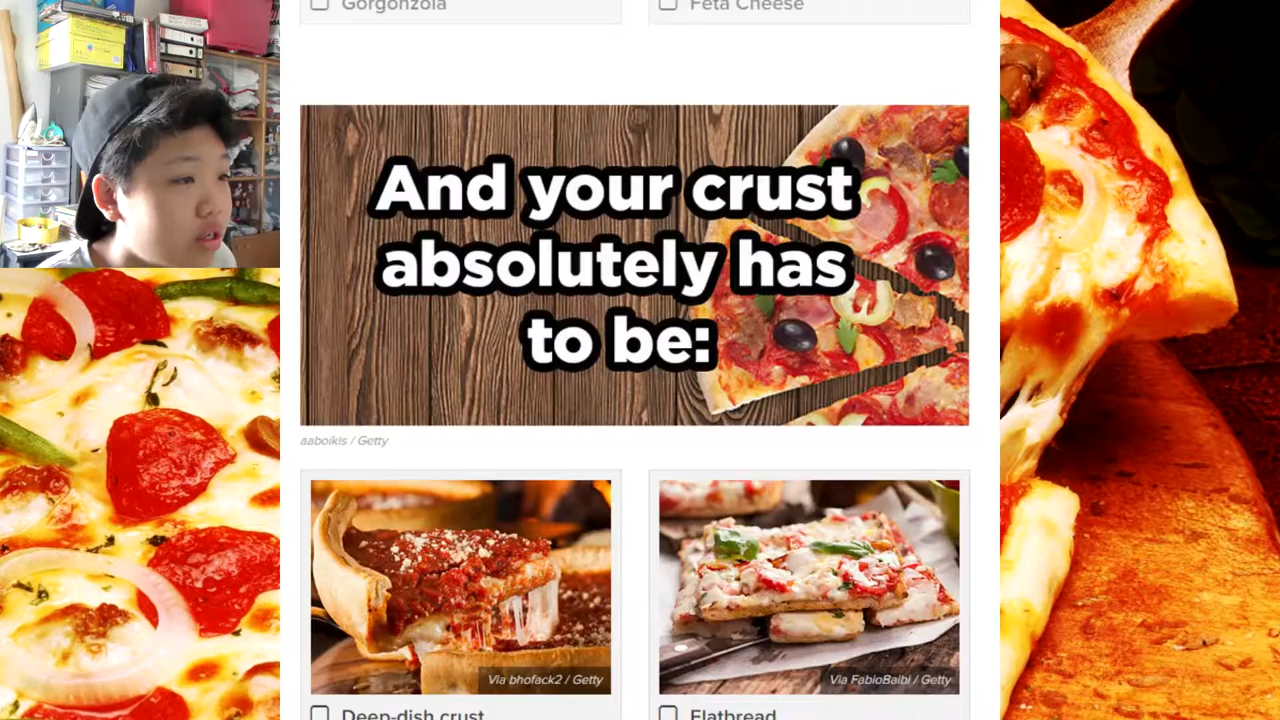 Gorgonzola
Feta Cheese
And your crust
absolutely has
to be:
aaboikis / Getty
Via bhofack2 / Getty
Via FabioBalbi / Getty
Deep-dish crust
Flatbread